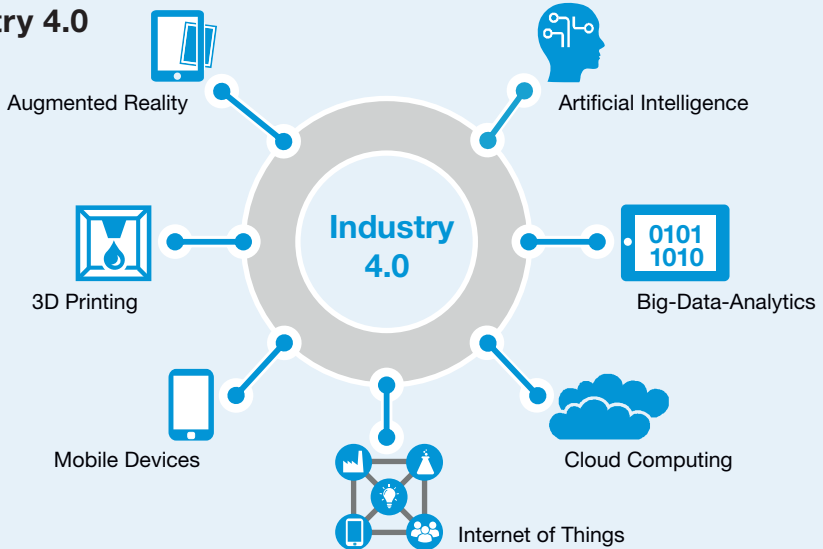 try 4.0
Augmented Reality
Artificial Intelligence
Industry
4.0
0101
1010
3D Printing
Big-Data-Analytics
Mobile Devices
Cloud Computing
Internet of Things